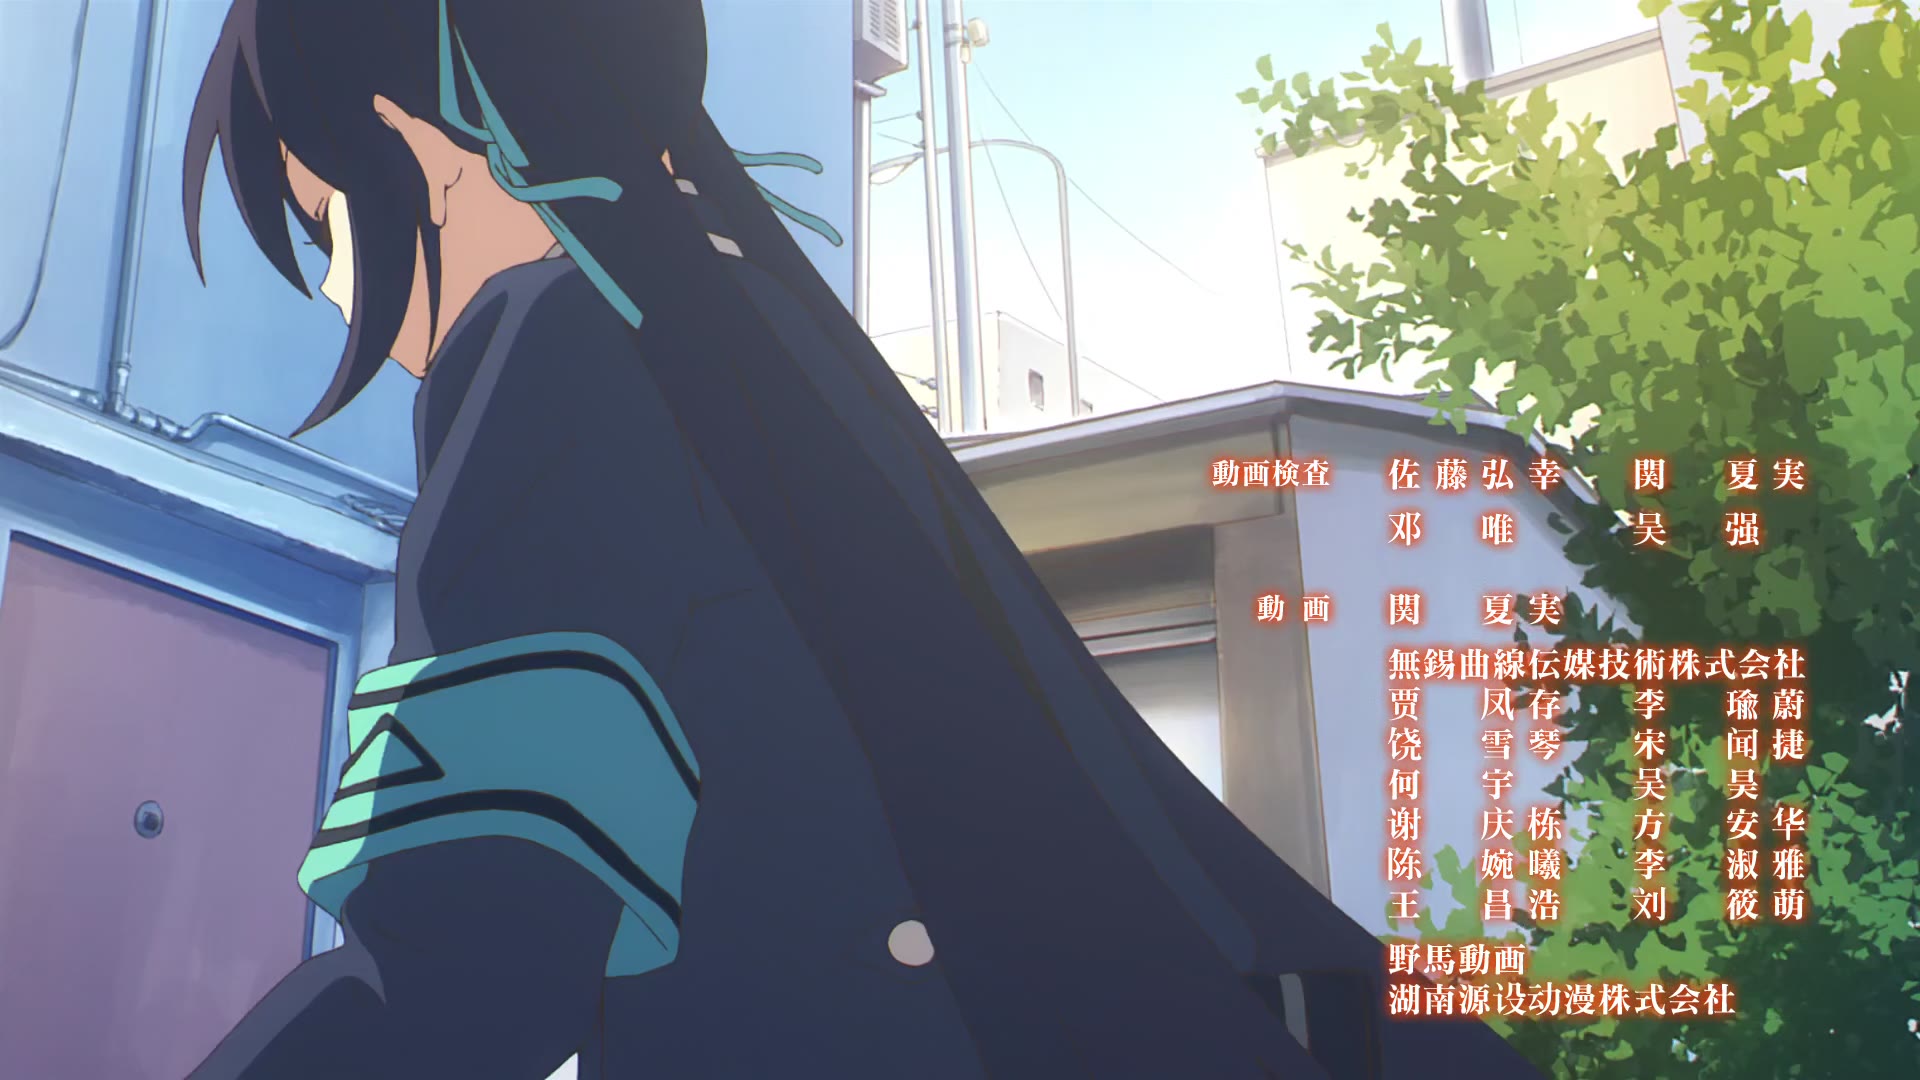 動画検査 佐藤弘幸 関夏実
邓唯 吴强
動画 関夏実
無錫曲線伝媒技術株式会社
贾凤存 李瑜蔚
饶雪琴 宋闻捷
何宇 吴昊
谢庆栋 方安华
陈婉曦 李淑雅
王昌浩 刘筱萌
野馬動画
湖南源设动漫株式会社